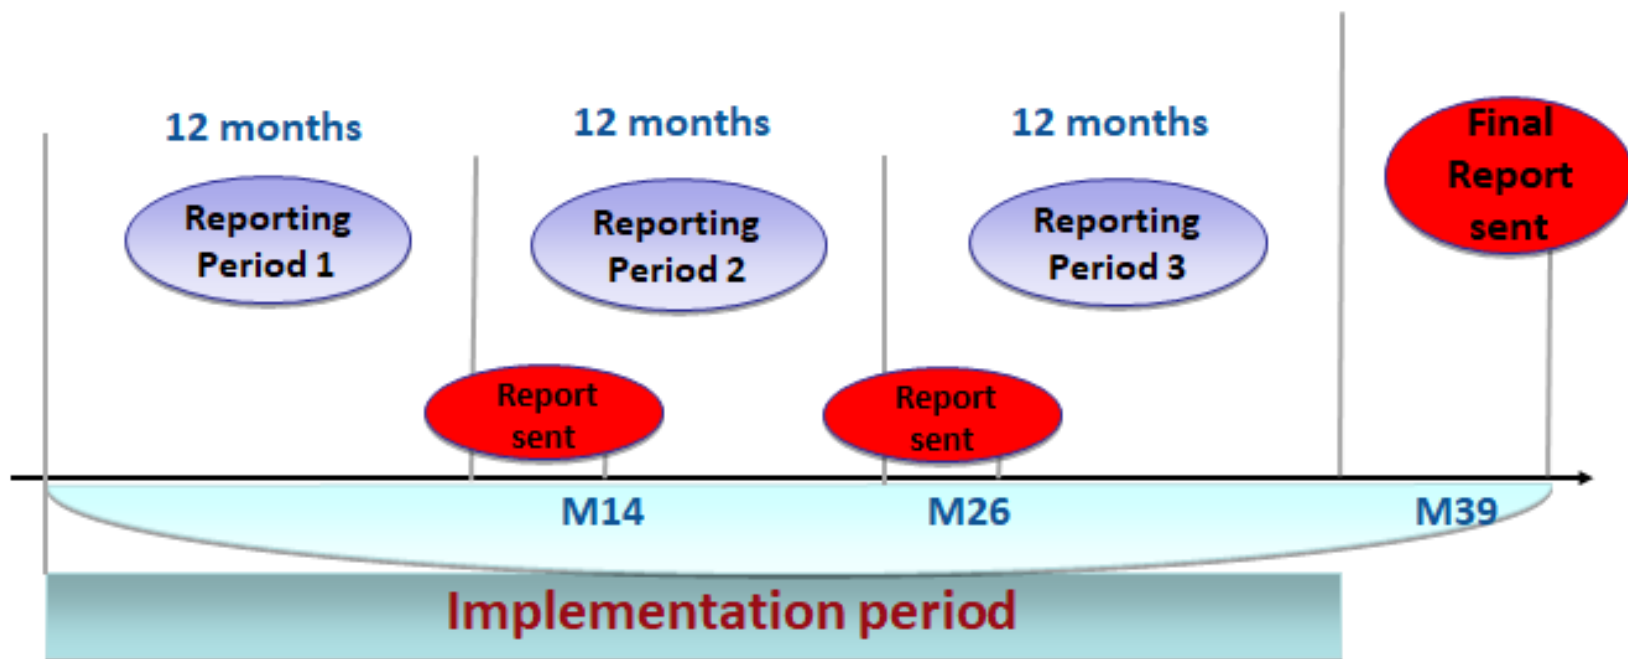 12 months
12 months
12 months
Final
Report
sent
Reporting
Period 1
Reporting
Period 2
Reporting
Period 3
Report
sent
Report
sent
M14
M26
M39
Implementation period